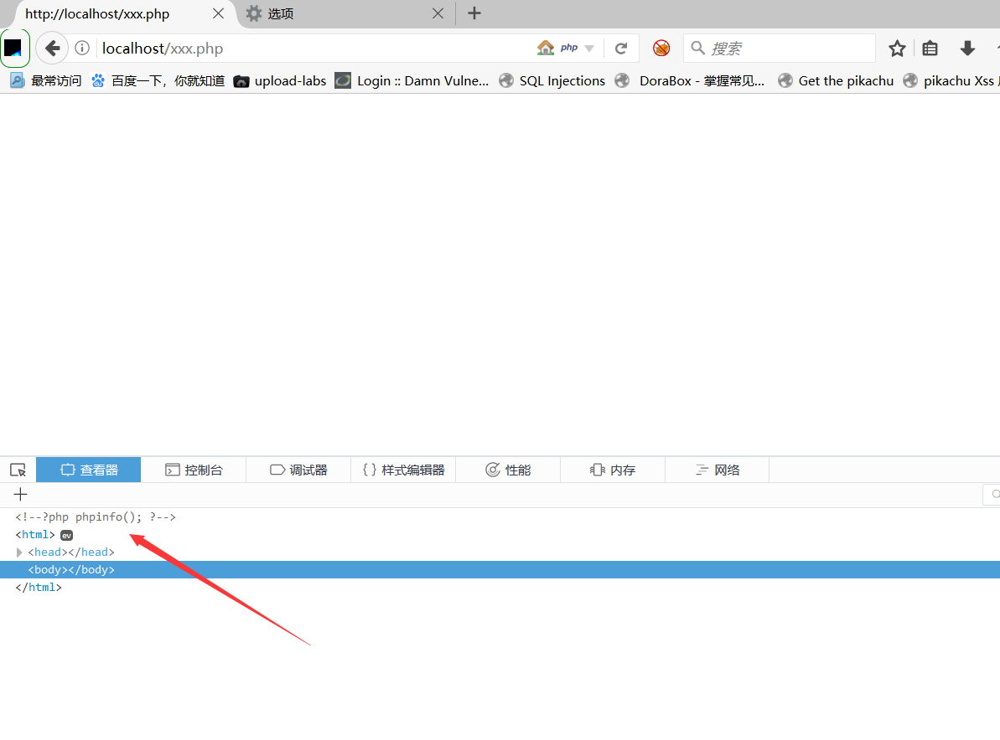 http://localhost/xxx.php 选项
localhost/xxx.php php 搜索
最常访问 百度一下，你就知道 upload-labs Login :: Damn Vulne... SQL Injections DoraBox - 掌握常见... Get the pikachu pikachu Xss
查看器 控制台 调试器 {} 样式编辑器 性能 内存 网络
<!--?php phpinfo(); ?-->
<html> ev
<head></head>
<body></body>
</html>